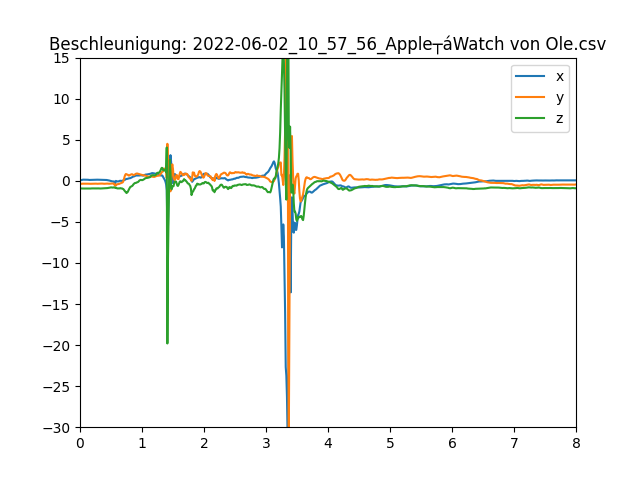 Beschleunigung: 2022-06-02_10_57_56_Apple┬áWatch von Ole.csv
15
10
5
0
−5
−10
−15
−20
−25
−30
0 1 2 3 4 5 6 7 8
x
y
z